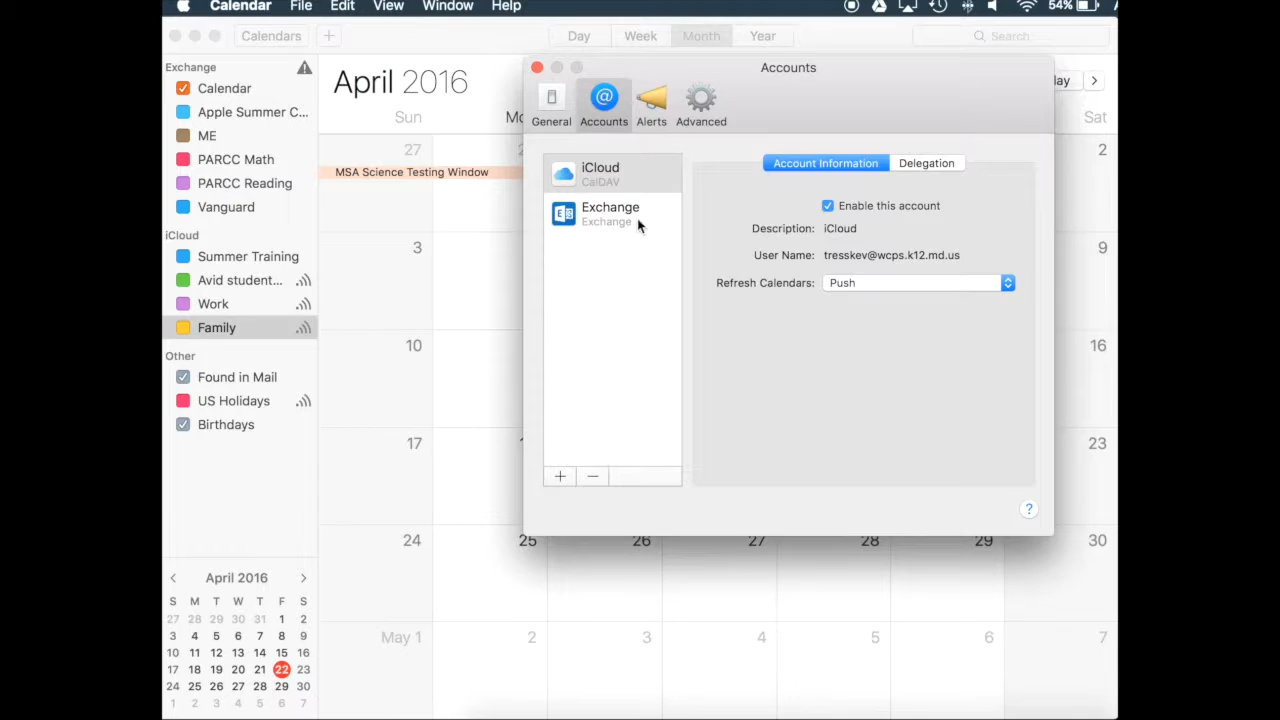 Calendar File Edit View Window Help 54%
Calendars + Day Week Month Year Search
Exchange
Calendar
Apple Summer C...
ME
PARCC Math
PARCC Reading
Vanguard
iCloud
Summer Training
Avid student...
Work
Family
Other
Found in Mail
US Holidays
Birthdays
April 2016
S M T W T F S
27 28 29 30 31 1 2
3 4 5 6 7 8 9
10 11 12 13 14 15 16
17 18 19 20 21 22 23
24 25 26 27 28 29 30
1 2 3 4 5 6 7
April 2016
Sun Sat
27 2
MSA Science Testing Window
3 9
10 16
17 23
24 25 26 27 28 29 30
May 1 2 3 4 5 6 7
Accounts
General Accounts Alerts Advanced
iCloud
CalDAV
Exchange
Exchange
+ −
Account Information Delegation
Enable this account
Description: iCloud
User Name: tresskev@wcps.k12.md.us
Refresh Calendars: Push
?